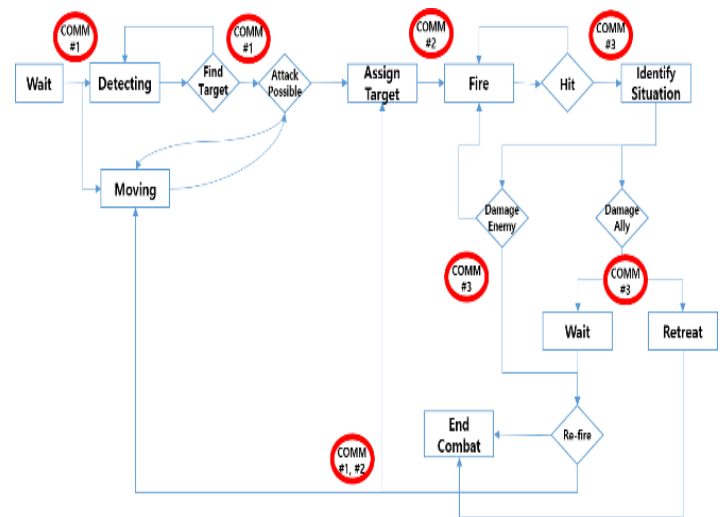 COMM
#1
COMM
#1
COMM
#2
COMM
#3
Wait
Detecting
Find
Target
Attack
Possible
Assign
Target
Fire
Hit
Identify
Situation
Moving
Damage
Enemy
Damage
Ally
COMM
#3
COMM
#3
Wait
Retreat
End
Combat
Re-fire
COMM
#1, #2